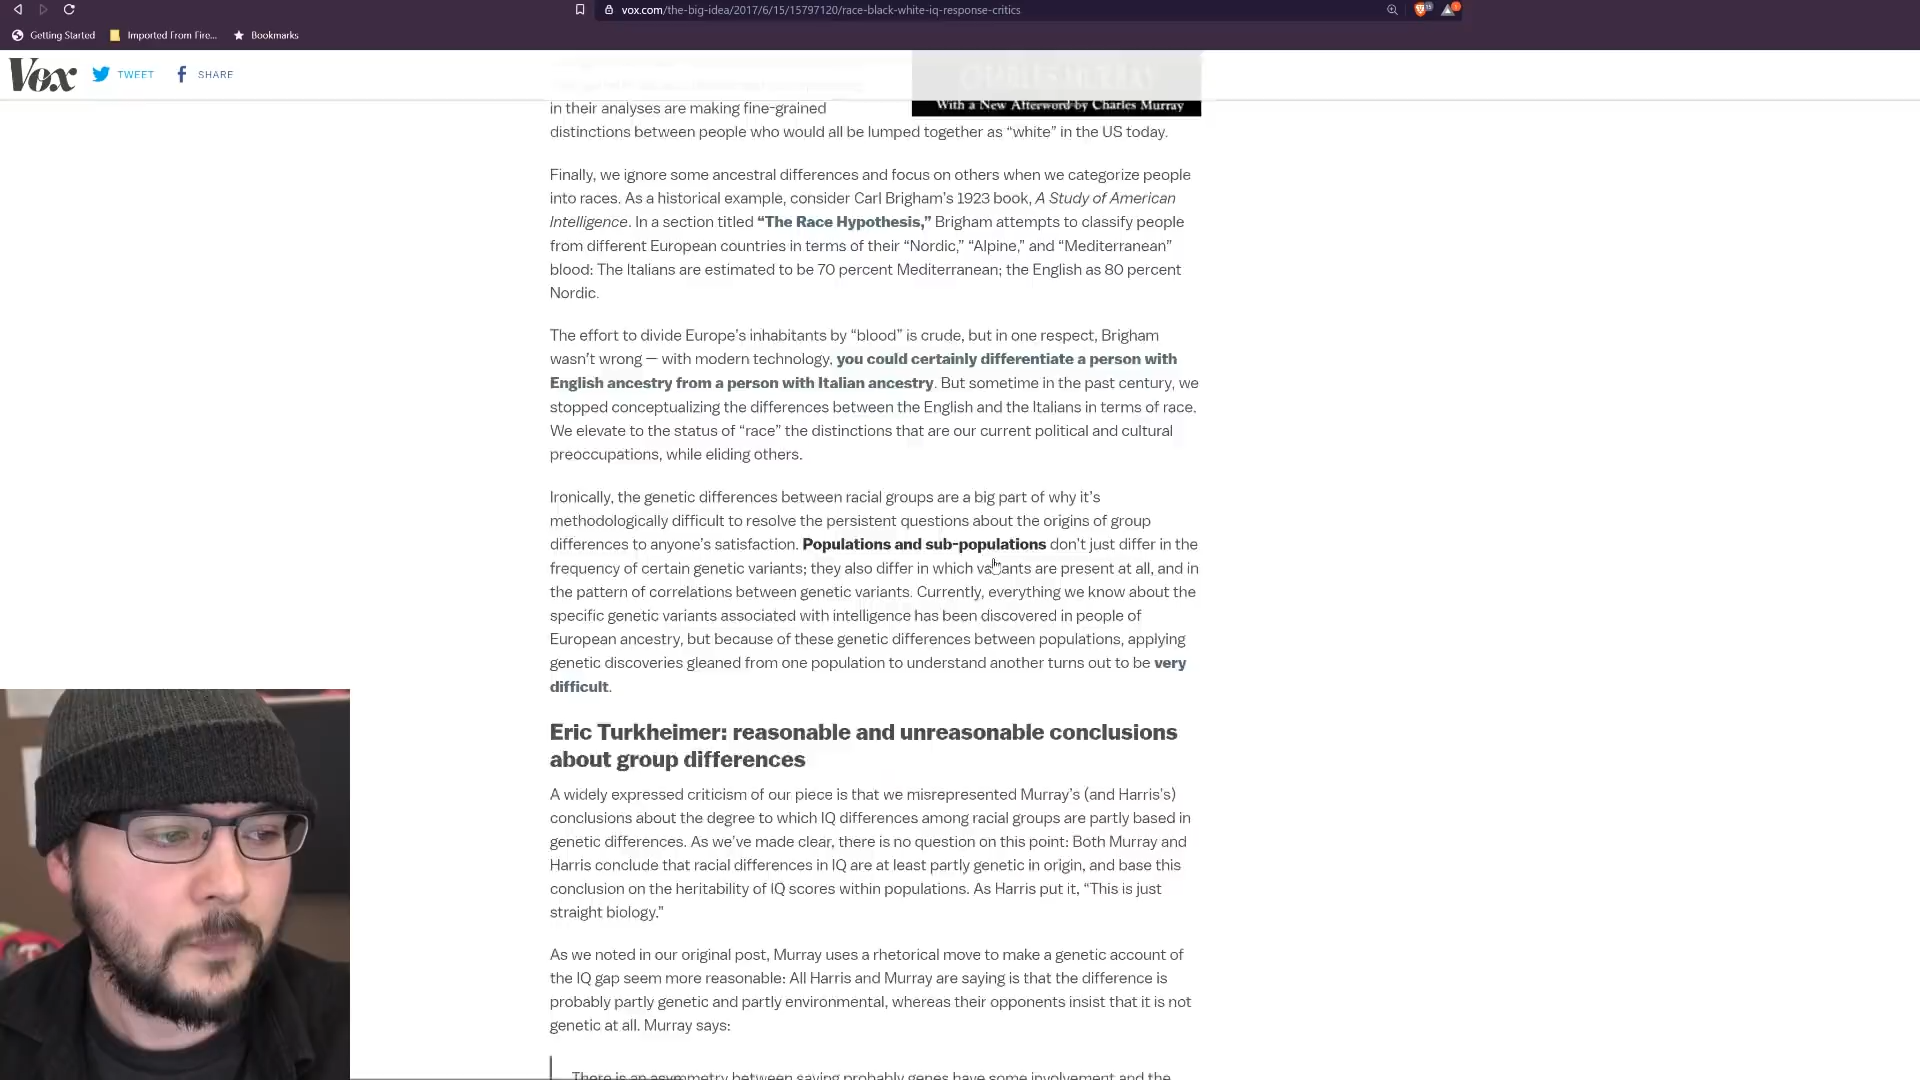 vox.com/the-big-idea/2017/6/15/15797120/race-black-white-iq-response-critics
Getting Started
Imported From Fire...
Bookmarks
Vox
TWEET
SHARE
CHARLES MURRAY
With a New Afterword by Charles Murray
in their analyses are making fine-grained
distinctions between people who would all be lumped together as “white” in the US today.
Finally, we ignore some ancestral differences and focus on others when we categorize people
into races. As a historical example, consider Carl Brigham’s 1923 book, A Study of American
Intelligence. In a section titled “The Race Hypothesis,” Brigham attempts to classify people
from different European countries in terms of their “Nordic,” “Alpine,” and “Mediterranean”
blood: The Italians are estimated to be 70 percent Mediterranean; the English as 80 percent
Nordic.
The effort to divide Europe’s inhabitants by “blood” is crude, but in one respect, Brigham
wasn’t wrong — with modern technology, you could certainly differentiate a person with
English ancestry from a person with Italian ancestry. But sometime in the past century, we
stopped conceptualizing the differences between the English and the Italians in terms of race.
We elevate to the status of “race” the distinctions that are our current political and cultural
preoccupations, while eliding others.
Ironically, the genetic differences between racial groups are a big part of why it’s
methodologically difficult to resolve the persistent questions about the origins of group
differences to anyone’s satisfaction. Populations and sub-populations don’t just differ in the
frequency of certain genetic variants; they also differ in which variants are present at all, and in
the pattern of correlations between genetic variants. Currently, everything we know about the
specific genetic variants associated with intelligence has been discovered in people of
European ancestry, but because of these genetic differences between populations, applying
genetic discoveries gleaned from one population to understand another turns out to be very
difficult.
Eric Turkheimer: reasonable and unreasonable conclusions
about group differences
A widely expressed criticism of our piece is that we misrepresented Murray’s (and Harris’s)
conclusions about the degree to which IQ differences among racial groups are partly based in
genetic differences. As we’ve made clear, there is no question on this point: Both Murray and
Harris conclude that racial differences in IQ are at least partly genetic in origin, and base this
conclusion on the heritability of IQ scores within populations. As Harris put it, “This is just
straight biology.”
As we noted in our original post, Murray uses a rhetorical move to make a genetic account of
the IQ gap seem more reasonable: All Harris and Murray are saying is that the difference is
probably partly genetic and partly environmental, whereas their opponents insist that it is not
genetic at all. Murray says:
There is an asymmetry between saying probably genes have some involvement and the